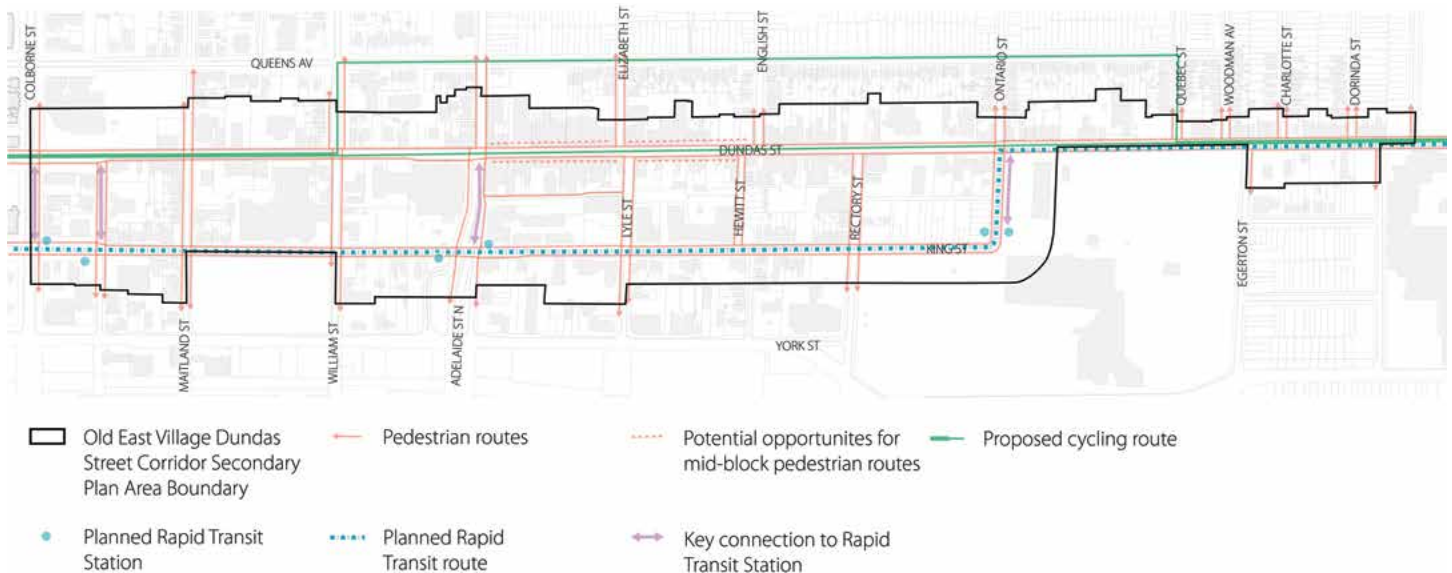 COLBORNE ST
QUEENS AV
ELIZABETH ST
ENGLISH ST
ONTARIO ST
QUEBEC ST
WOODMAN AV
CHARLOTTE ST
DORINDA ST
DUNDAS ST
LYLE ST
HEWITT ST
RECTORY ST
KING ST
EGERTON ST
MAITLAND ST
WILLIAM ST
ADELAIDE ST N
YORK ST
Old East Village Dundas
Street Corridor Secondary
Plan Area Boundary
Pedestrian routes
Potential opportunites for
mid-block pedestrian routes
Proposed cycling route
Planned Rapid Transit
Station
Planned Rapid
Transit route
Key connection to Rapid
Transit Station